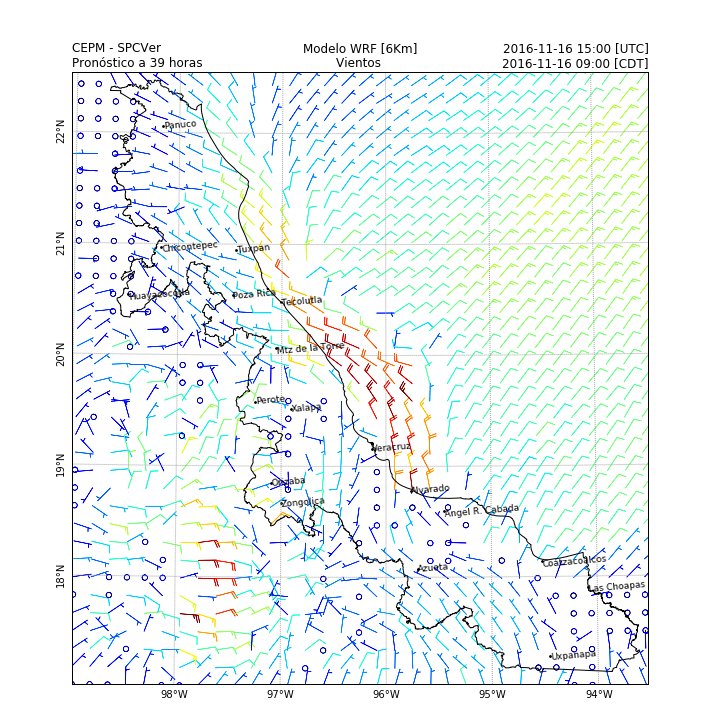 CEPM - SPCVer Modelo WRF [6Km] 2016-11-16 15:00 [UTC]
Pronóstico a 39 horas Vientos 2016-11-16 09:00 [CDT]
22°N
Panuco
21°N
Chicontepec
Tuxpan
Huayacocotla
Poza Rica
Tecolutla
20°N
Mtz de la Torre
Perote
Xalapa
Veracruz
19°N
Orizaba
Alvarado
Zongolica
Angel R. Cabada
18°N
Azueta
Coatzacoalcos
Las Choapas
Uxpanapa
98°W 97°W 96°W 95°W 94°W